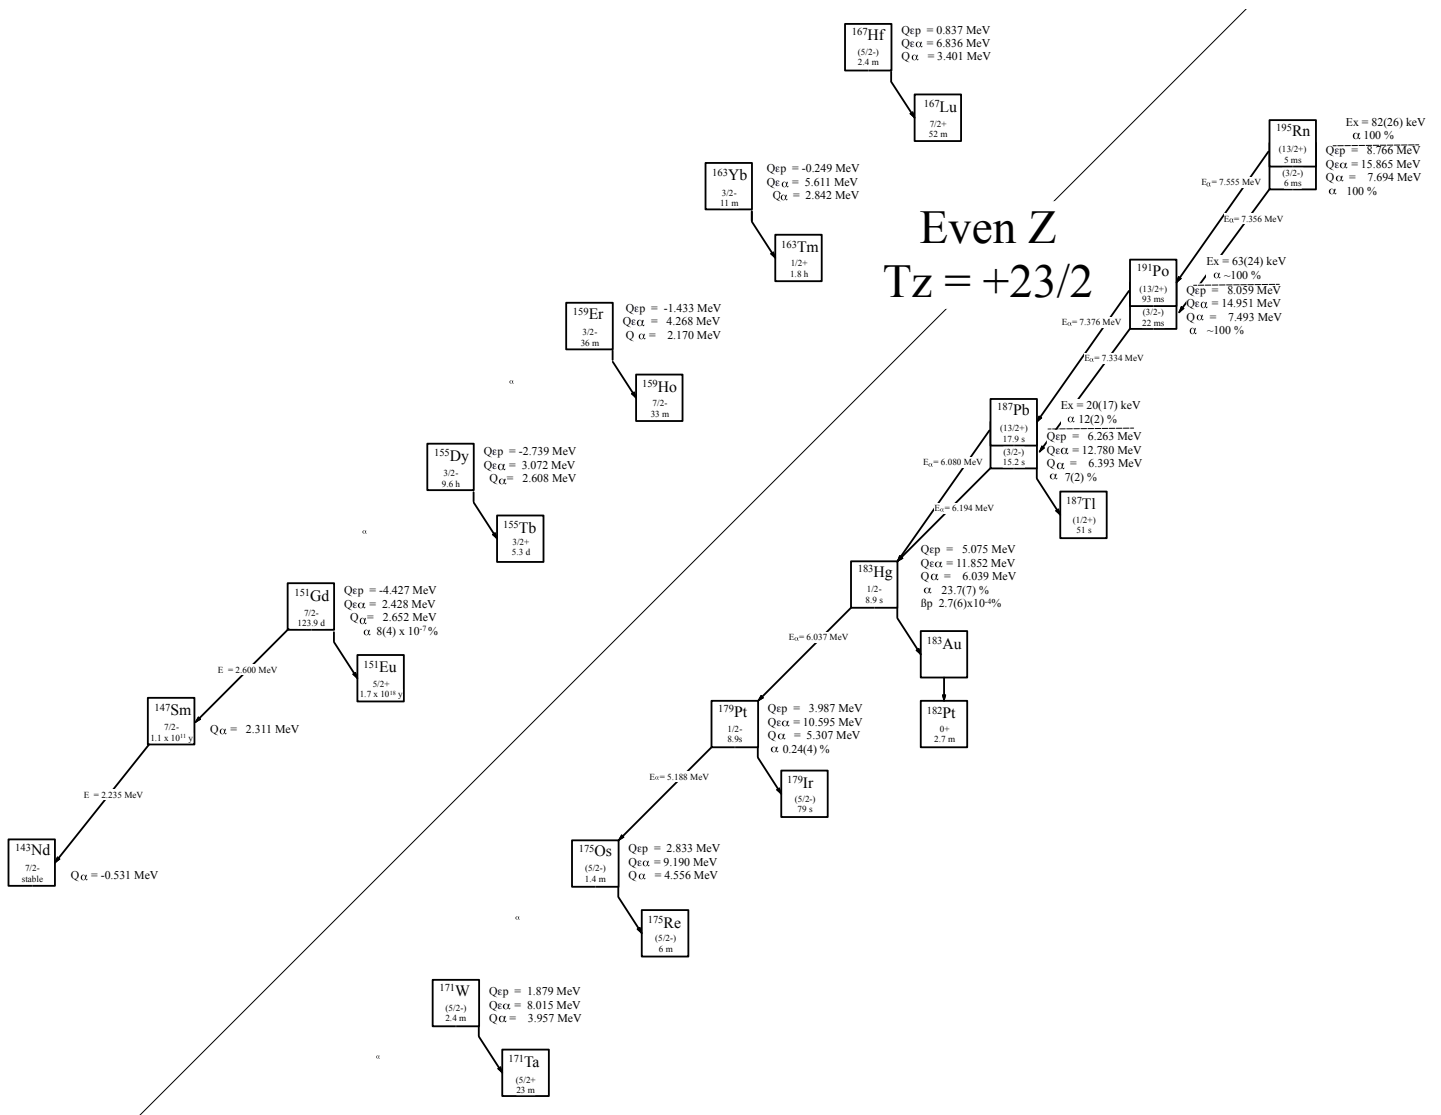 167Hf
(5/2-)
2.4 m
Qεp = 0.837 MeV
Qεα = 6.836 MeV
Qα = 3.401 MeV
167Lu
7/2+
52 m
163Yb
3/2-
11 m
Qεp = -0.249 MeV
Qεα = 5.611 MeV
Qα = 2.842 MeV
163Tm
1/2+
1.8 h
Even Z
Tz = +23/2
195Rn
(13/2+)
5 ms
(3/2-)
6 ms
Ex = 82(26) keV
α 100 %
Qεp = 8.766 MeV
Qεα = 15.865 MeV
Qα = 7.694 MeV
α 100 %
Eα= 7.555 MeV
Eα= 7.356 MeV
191Po
(13/2+)
93 ms
(3/2-)
22 ms
Ex = 63(24) keV
α ~100 %
Qεp = 8.059 MeV
Qεα = 14.951 MeV
Qα = 7.493 MeV
α ~100 %
Eα= 7.376 MeV
Eα= 7.334 MeV
159Er
3/2-
36 m
Qεp = -1.433 MeV
Qεα = 4.268 MeV
Q α = 2.170 MeV
159Ho
7/2-
33 m
α
187Pb
(13/2+)
17.9 s
(3/2-)
15.2 s
Ex = 20(17) keV
α 12(2) %
Qεp = 6.263 MeV
Qεα = 12.780 MeV
Qα = 6.393 MeV
α 7(2) %
Eα= 6.080 MeV
Eα= 6.194 MeV
187Tl
(1/2+)
51 s
155Dy
3/2-
9.6 h
Qεp = -2.739 MeV
Qεα = 3.072 MeV
Qα= 2.608 MeV
155Tb
3/2+
5.3 d
α
183Hg
1/2-
8.9 s
Qεp = 5.075 MeV
Qεα = 11.852 MeV
Qα = 6.039 MeV
α 23.7(7) %
βp 2.7(6)x10-4%
Eα= 6.037 MeV
183Au
182Pt
0+
2.7 m
151Gd
7/2-
123.9 d
Qεp = -4.427 MeV
Qεα = 2.428 MeV
Qα= 2.652 MeV
α 8(4) x 10-7%
E = 2.600 MeV
151Eu
5/2+
1.7 x 1018 y
147Sm
7/2-
1.1 x 1011 y
Qα = 2.311 MeV
E = 2.235 MeV
143Nd
7/2-
stable
Qα = -0.531 MeV
179Pt
1/2-
8.9s
Qεp = 3.987 MeV
Qεα = 10.595 MeV
Qα = 5.307 MeV
α 0.24(4) %
Eα= 5.188 MeV
179Ir
(5/2-)
79 s
175Os
(5/2-)
1.4 m
Qεp = 2.833 MeV
Qεα = 9.190 MeV
Qα = 4.556 MeV
175Re
(5/2-)
6 m
α
171W
(5/2-)
2.4 m
Qεp = 1.879 MeV
Qεα = 8.015 MeV
Qα = 3.957 MeV
171Ta
(5/2+
23 m
α